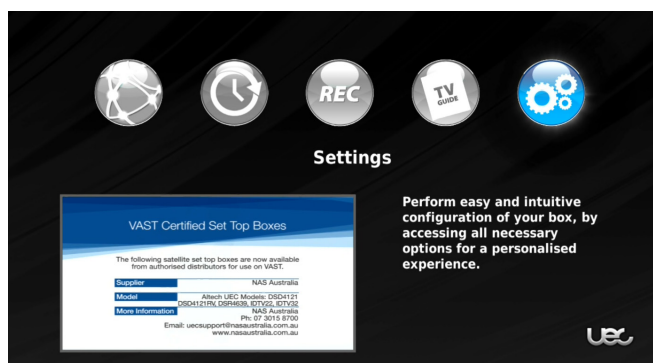 REC
TV
GUIDE
Settings
VAST Certified Set Top Boxes
The following satellite set top boxes are now available
from authorised distributors for use on VAST.
Supplier NAS Australia
Model Altech UEC Models: DSD4121
DSD4121RV, DSR4639, IDTV22, IDTV32
More Information NAS Australia
Ph: 07 3015 8700
Email: uecsupport@nasaustralia.com.au
www.nasaustralia.com.au
Perform easy and intuitive
configuration of your box, by
accessing all necessary
options for a personalised
experience.
UEC